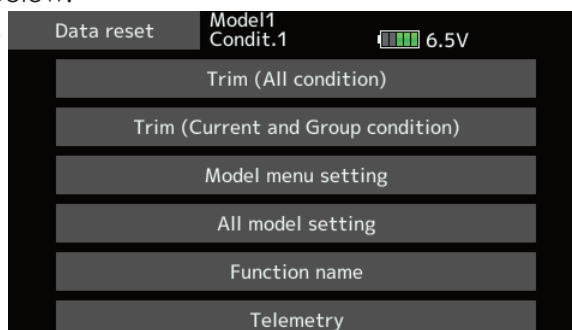 Data reset
Model1
Condit.1
6.5V
Trim (All condition)
Trim (Current and Group condition)
Model menu setting
All model setting
Function name
Telemetry